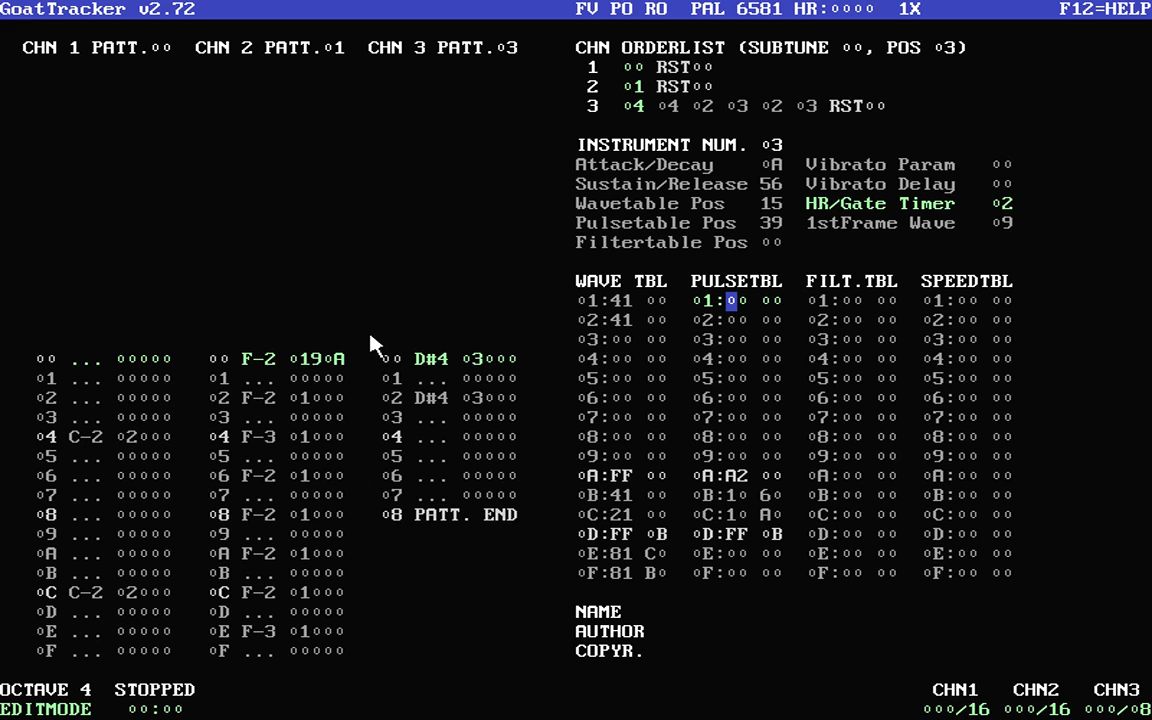 GoatTracker v2.72 FV PO RO PAL 6581 HR:0000 1X F12=HELP
CHN 1 PATT.00 CHN 2 PATT.01 CHN 3 PATT.03
00 ... 00000 00 F-2 0190A 00 D#4 03000
01 ... 00000 01 ... 00000 01 ... 00000
02 ... 00000 02 F-2 01000 02 D#4 03000
03 ... 00000 03 ... 00000 03 ... 00000
04 C-2 02000 04 F-3 01000 04 ... 00000
05 ... 00000 05 ... 00000 05 ... 00000
06 ... 00000 06 F-2 01000 06 ... 00000
07 ... 00000 07 ... 00000 07 ... 00000
08 ... 00000 08 F-2 01000 08 PATT. END
09 ... 00000 09 ... 00000
0A ... 00000 0A F-2 01000
0B ... 00000 0B ... 00000
0C C-2 02000 0C F-2 01000
0D ... 00000 0D ... 00000
0E ... 00000 0E F-3 01000
0F ... 00000 0F ... 00000
CHN ORDERLIST (SUBTUNE 00, POS 03)
1 00 RST00
2 01 RST00
3 04 04 02 03 02 03 RST00
INSTRUMENT NUM. 03
Attack/Decay 0A Vibrato Param 00
Sustain/Release 56 Vibrato Delay 00
Wavetable Pos 15 HR/Gate Timer 02
Pulsetable Pos 39 1stFrame Wave 09
Filtertable Pos 00
WAVE TBL PULSETBL FILT.TBL SPEEDTBL
01:41 00 01:00 00 01:00 00 01:00 00
02:41 00 02:00 00 02:00 00 02:00 00
03:00 00 03:00 00 03:00 00 03:00 00
04:00 00 04:00 00 04:00 00 04:00 00
05:00 00 05:00 00 05:00 00 05:00 00
06:00 00 06:00 00 06:00 00 06:00 00
07:00 00 07:00 00 07:00 00 07:00 00
08:00 00 08:00 00 08:00 00 08:00 00
09:00 00 09:00 00 09:00 00 09:00 00
0A:FF 00 0A:A2 00 0A:00 00 0A:00 00
0B:41 00 0B:10 60 0B:00 00 0B:00 00
0C:21 00 0C:10 A0 0C:00 00 0C:00 00
0D:FF 0B 0D:FF 0B 0D:00 00 0D:00 00
0E:81 C0 0E:00 00 0E:00 00 0E:00 00
0F:81 B0 0F:00 00 0F:00 00 0F:00 00
NAME
AUTHOR
COPYR.
OCTAVE 4 STOPPED CHN1 CHN2 CHN3
EDITMODE 00:00 000/16 000/16 000/08